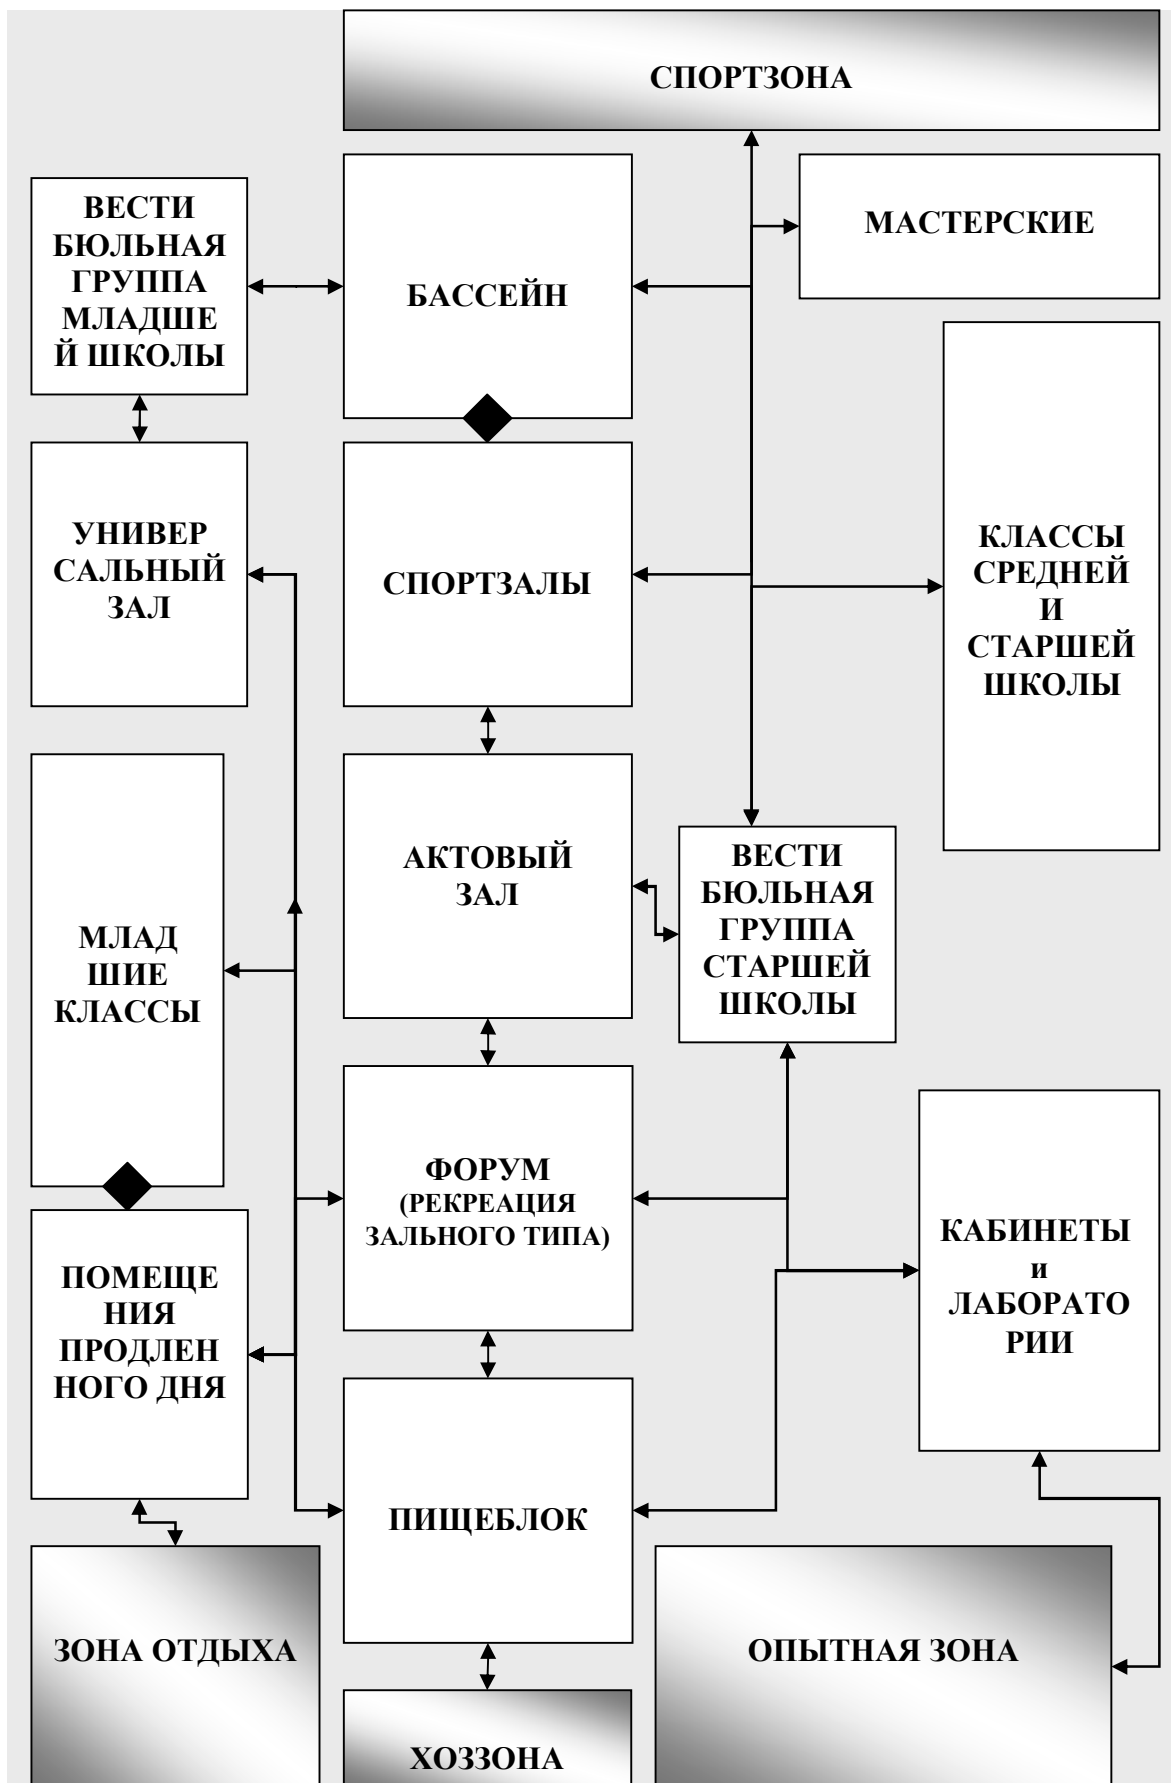 СПОРТЗОНА
ВЕСТИ
БЮЛЬНАЯ
ГРУППА
МЛАДШЕ
Й ШКОЛЫ
БАССЕЙН
МАСТЕРСКИЕ
УНИВЕР
САЛЬНЫЙ
ЗАЛ
СПОРТЗАЛЫ
КЛАССЫ
СРЕДНЕЙ
И
СТАРШЕЙ
ШКОЛЫ
МЛАД
ШИЕ
КЛАССЫ
АКТОВЫЙ
ЗАЛ
ВЕСТИ
БЮЛЬНАЯ
ГРУППА
СТАРШЕЙ
ШКОЛЫ
ФОРУМ
(РЕКРЕАЦИЯ
ЗАЛЬНОГО ТИПА)
КАБИНЕТЫ
и
ЛАБОРАТО
РИИ
ПОМЕЩЕ
НИЯ
ПРОДЛЕН
НОГО ДНЯ
ПИЩЕБЛОК
ЗОНА ОТДЫХА
ОПЫТНАЯ ЗОНА
ХОЗЗОНА